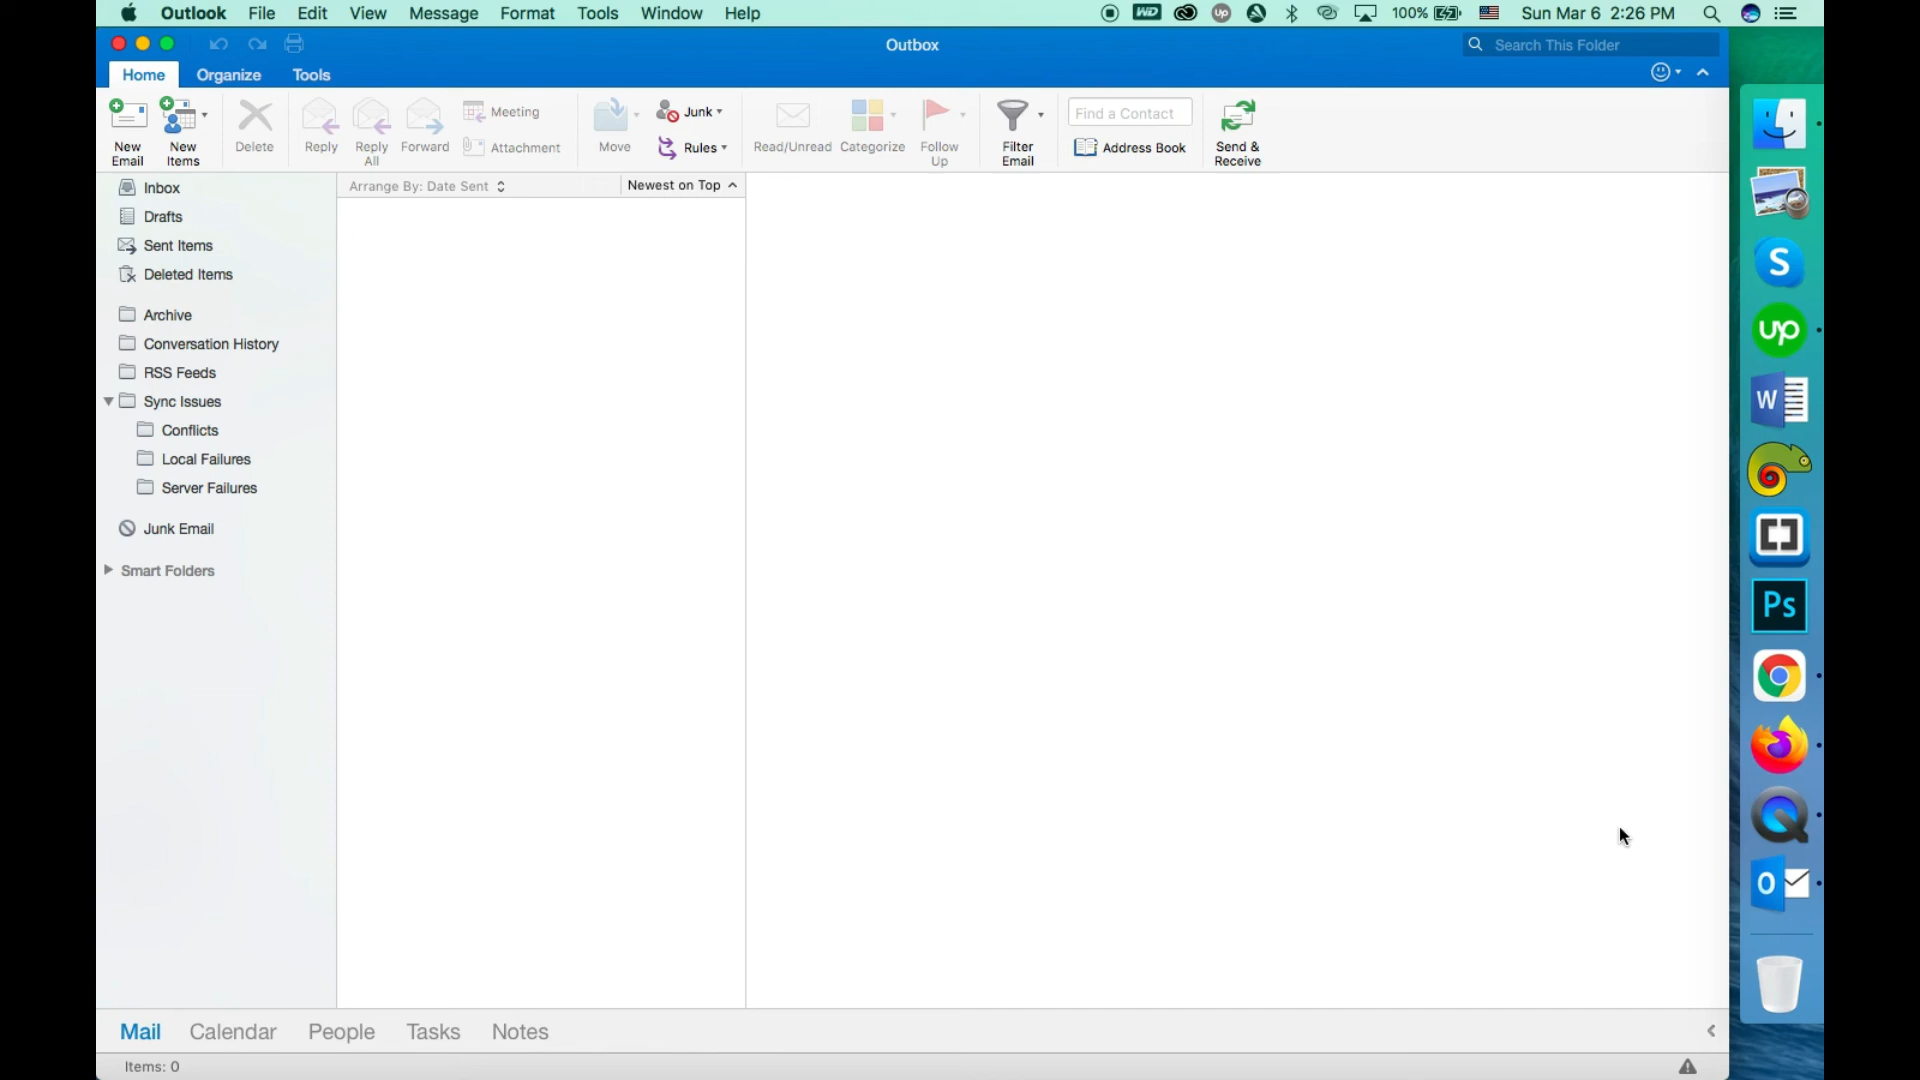 Outlook File Edit View Message Format Tools Window Help WD up 100% Sun Mar 6 2:26 PM
Outbox
Search This Folder
Home Organize Tools
New Email
New Items
Delete
Reply
Reply All
Forward
Meeting
Attachment
Move
Junk
Rules
Read/Unread
Categorize
Follow Up
Filter Email
Find a Contact
Address Book
Send & Receive
Inbox
Drafts
Sent Items
Deleted Items
Archive
Conversation History
RSS Feeds
Sync Issues
Conflicts
Local Failures
Server Failures
Junk Email
Smart Folders
Arrange By: Date Sent
Newest on Top
S
up
W
Ps
O
Mail Calendar People Tasks Notes
Items: 0